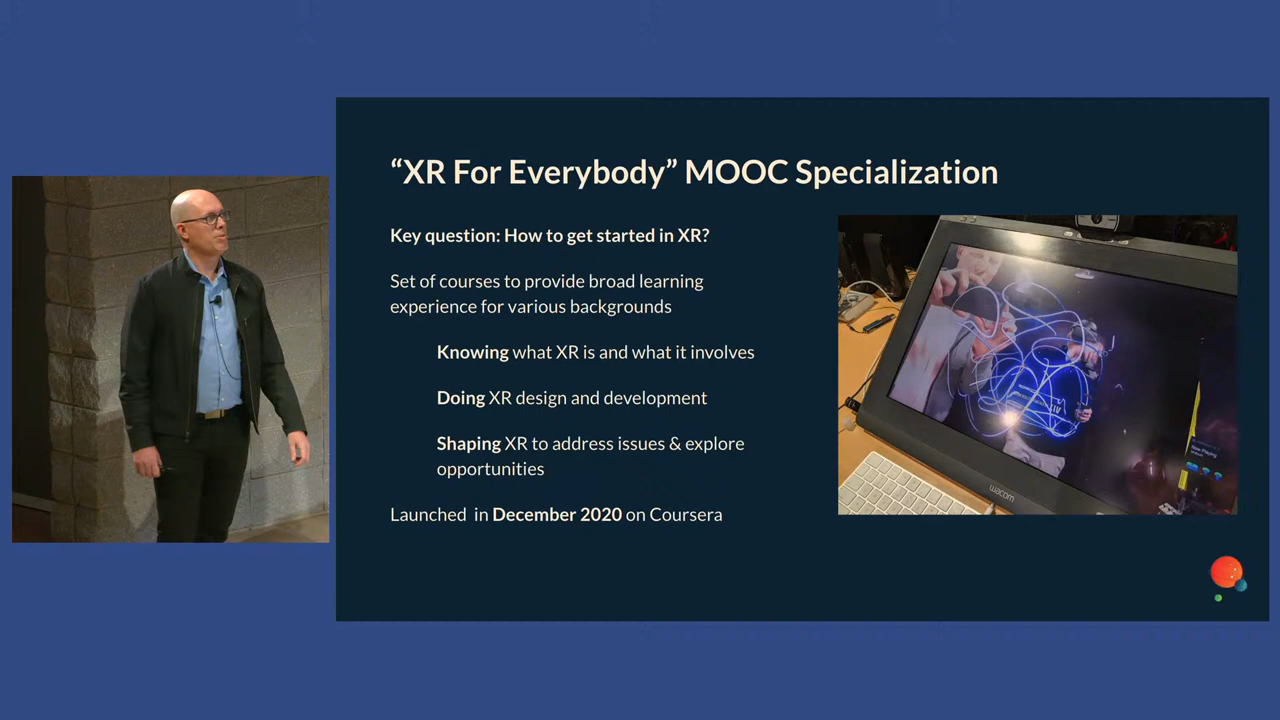 “XR For Everybody” MOOC Specialization
Key question: How to get started in XR?
Set of courses to provide broad learning
experience for various backgrounds
Knowing what XR is and what it involves
Doing XR design and development
Shaping XR to address issues & explore
opportunities
Launched in December 2020 on Coursera
wacom